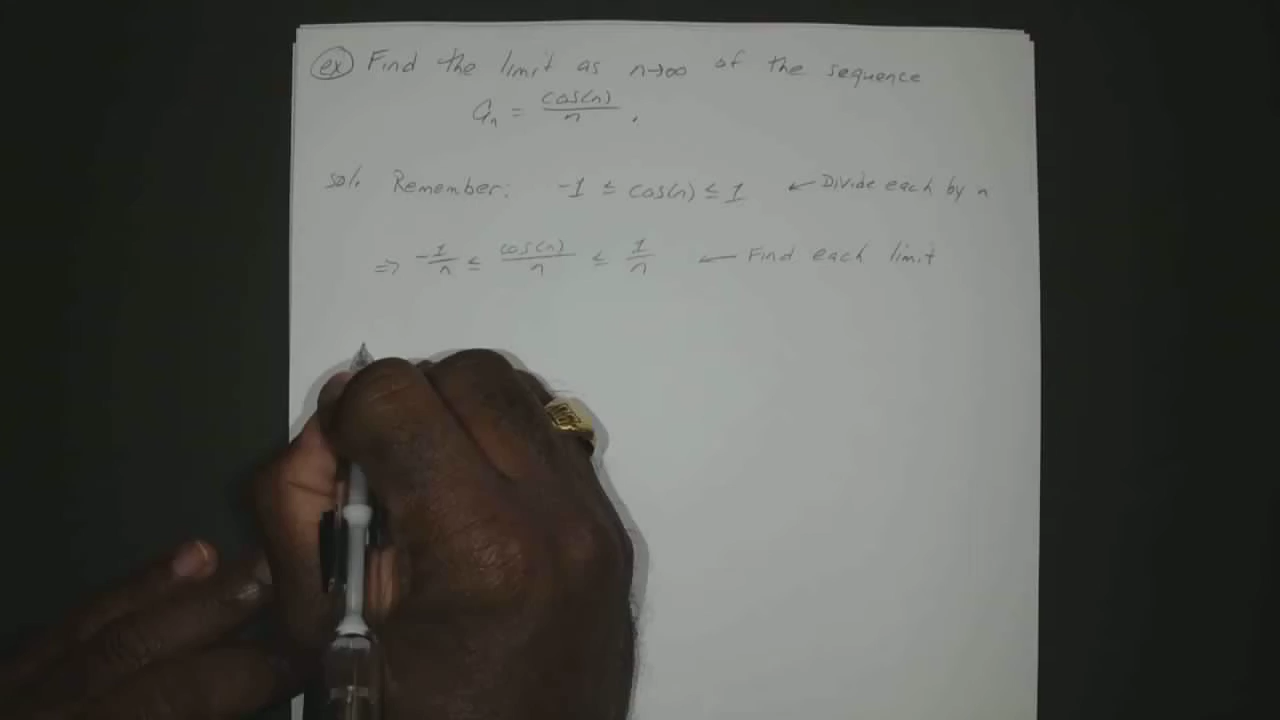 ex Find the limit as n→∞ of the sequence
aₙ = cos(n)/n .
sol. Remember: -1 ≤ cos(n) ≤ 1 ← Divide each by n
⇒ -1/n ≤ cos(n)/n ≤ 1/n ← Find each limit